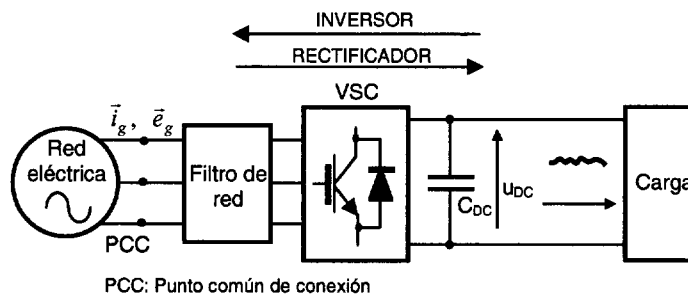 INVERSOR
RECTIFICADOR
VSC
i_g, e_g
Red
eléctrica
Filtro de
red
C_DC
u_DC
Carga
PCC
PCC: Punto común de conexión